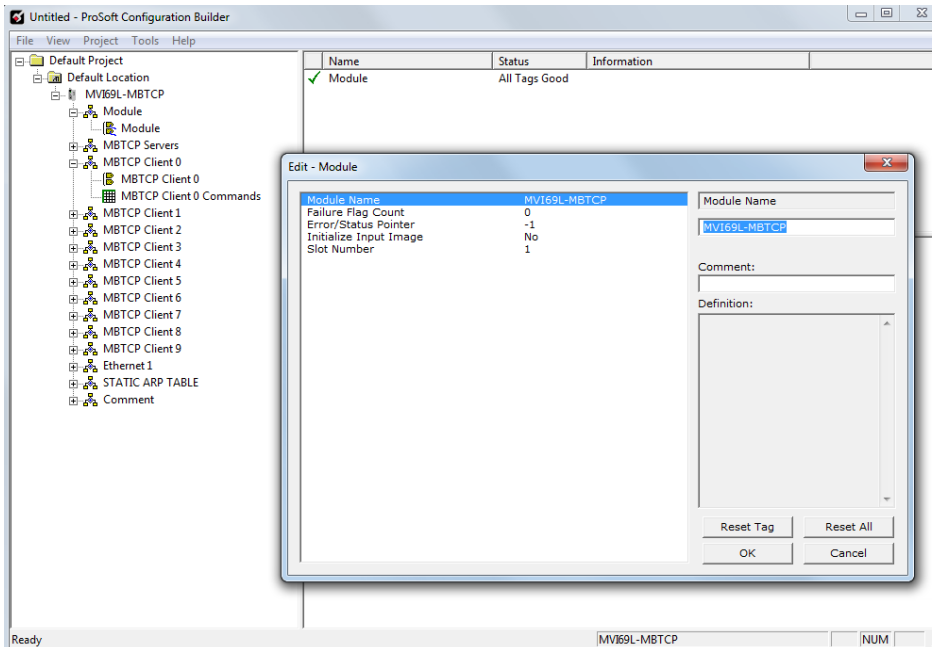 Untitled - ProSoft Configuration Builder
File View Project Tools Help
Default Project
Default Location
MVI69L-MBTCP
Module
Module
MBTCP Servers
MBTCP Client 0
MBTCP Client 0
MBTCP Client 0 Commands
MBTCP Client 1
MBTCP Client 2
MBTCP Client 3
MBTCP Client 4
MBTCP Client 5
MBTCP Client 6
MBTCP Client 7
MBTCP Client 8
MBTCP Client 9
Ethernet 1
STATIC ARP TABLE
Comment
Name Status Information
Module All Tags Good
Edit - Module
Module Name MVI69L-MBTCP
Failure Flag Count 0
Error/Status Pointer -1
Initialize Input Image No
Slot Number 1
Module Name
MVI69L-MBTCP
Comment:
Definition:
Reset Tag Reset All
OK Cancel
Ready MVI69L-MBTCP NUM